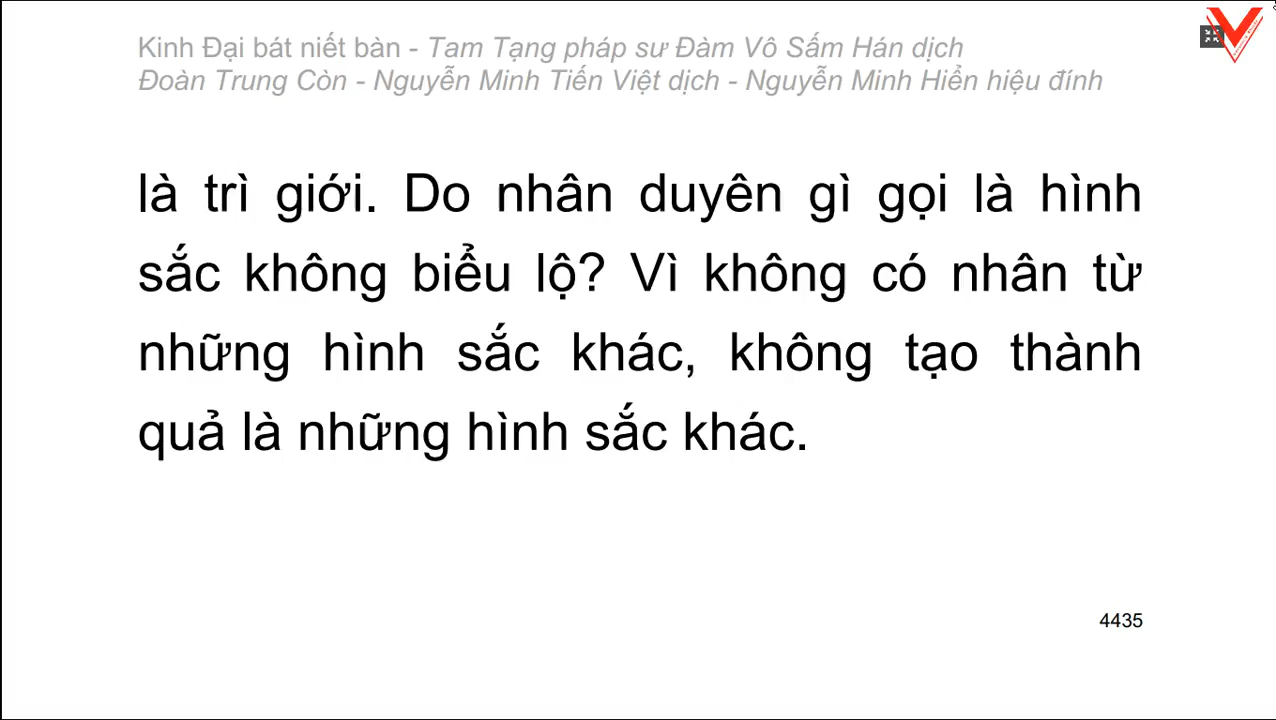 Kinh Đại bát niết bàn - Tam Tạng pháp sư Đàm Vô Sấm Hán dịch
Đoàn Trung Còn - Nguyễn Minh Tiến Việt dịch - Nguyễn Minh Hiển hiệu đính
là trì giới. Do nhân duyên gì gọi là hình
sắc không biểu lộ? Vì không có nhân từ
những hình sắc khác, không tạo thành
quả là những hình sắc khác.
4435